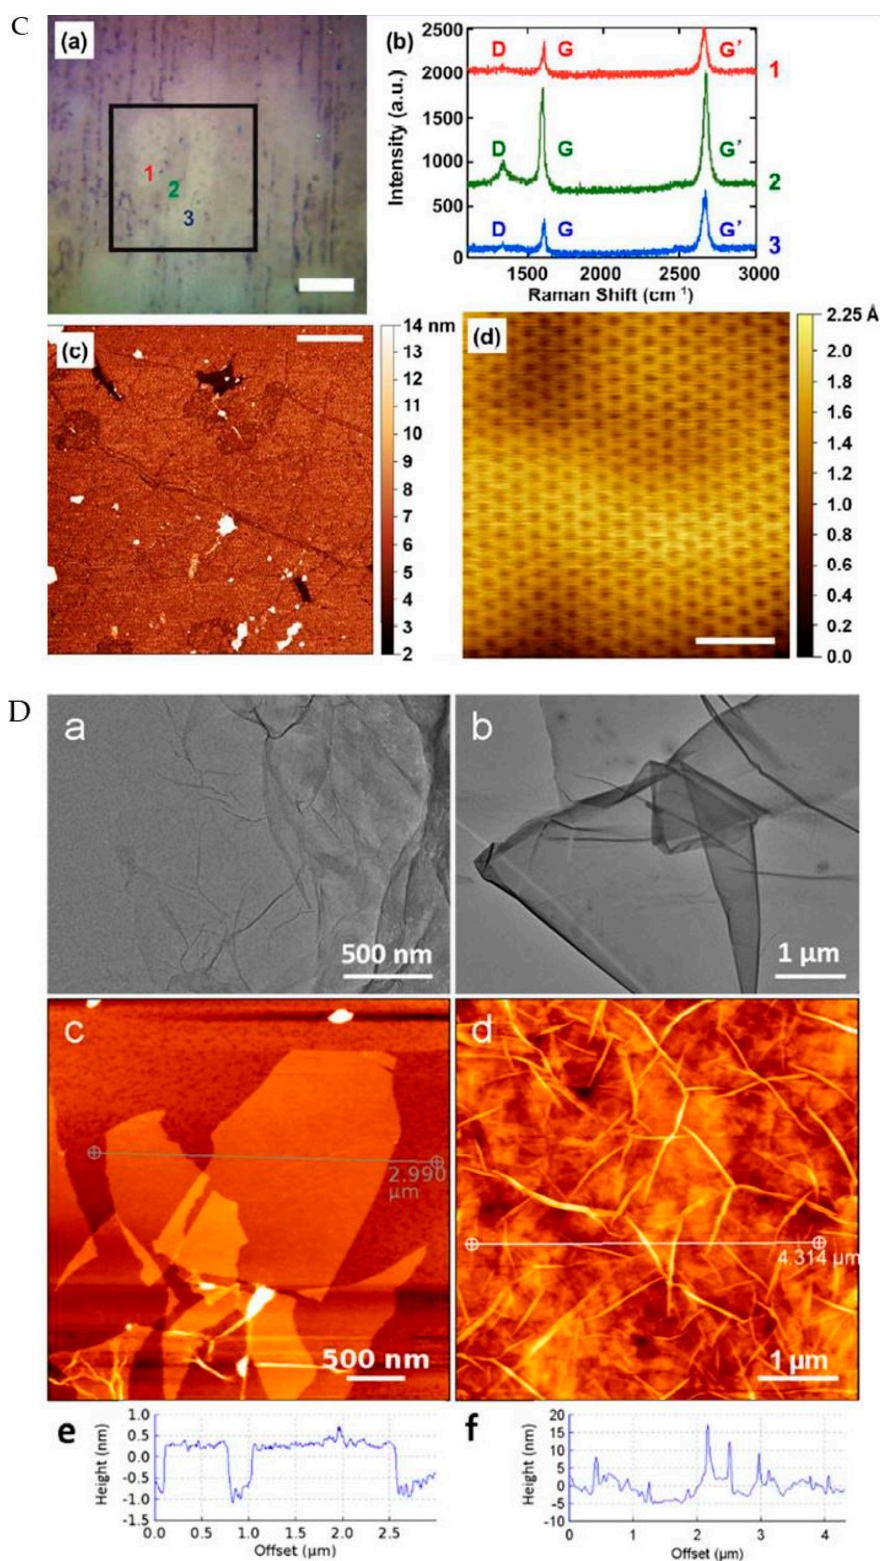 C
(a)
1
2
3
(b)
2500
2000
1500
1000
500
0
Intensity (a.u.)
D G G’ 1
D G G’ 2
D G G’ 3
1500 2000 2500 3000
Raman Shift (cm⁻¹)
(c)
14 nm
13
12
11
10
9
8
7
6
5
4
3
2
(d)
2.25 Å
2.0
1.8
1.6
1.4
1.2
1.0
0.8
0.6
0.4
0.2
0.0
D
a
500 nm
b
1 µm
c
2.990
µm
500 nm
d
4.314 µm
1 µm
e
1.0
0.5
0.0
-0.5
-1.0
-1.5
Height (nm)
0.0 0.5 1.0 1.5 2.0 2.5
Offset (µm)
f
20
15
10
5
0
-5
-10
Height (nm)
0 1 2 3 4
Offset (µm)